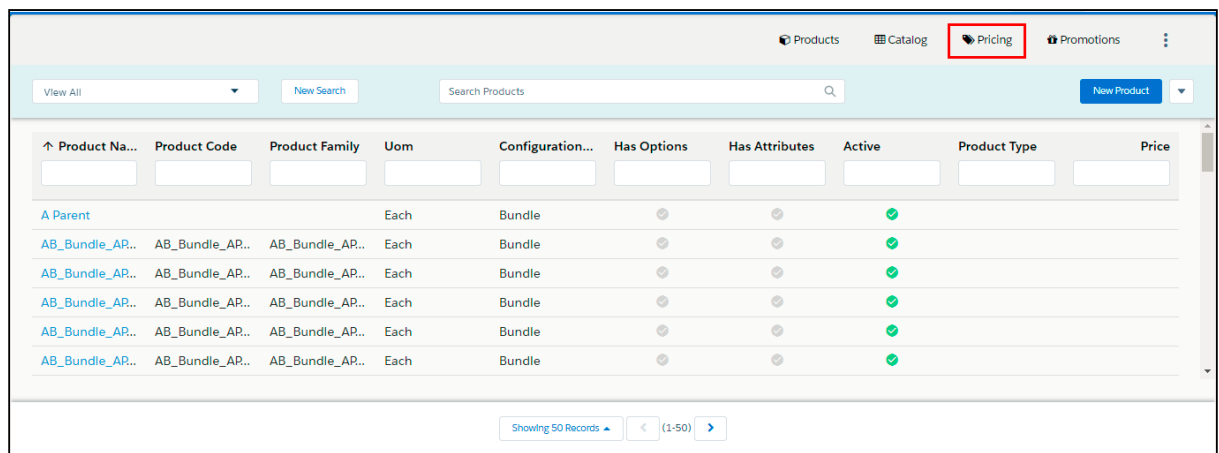 Products Catalog Pricing Promotions
View All New Search Search Products New Product
Product Na... Product Code Product Family Uom Configuration... Has Options Has Attributes Active Product Type Price
A Parent Each Bundle
AB_Bundle_AP... AB_Bundle_AP... AB_Bundle_AP... Each Bundle
AB_Bundle_AP... AB_Bundle_AP... AB_Bundle_AP... Each Bundle
AB_Bundle_AP... AB_Bundle_AP... AB_Bundle_AP... Each Bundle
AB_Bundle_AP... AB_Bundle_AP... AB_Bundle_AP... Each Bundle
AB_Bundle_AP... AB_Bundle_AP... AB_Bundle_AP... Each Bundle
Showing 50 Records (1-50)